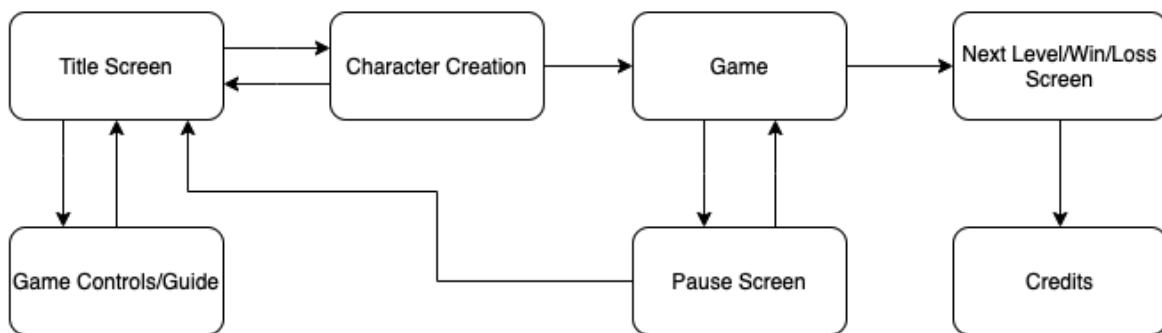 Title Screen
Character Creation
Game
Next Level/Win/Loss
Screen
Game Controls/Guide
Pause Screen
Credits